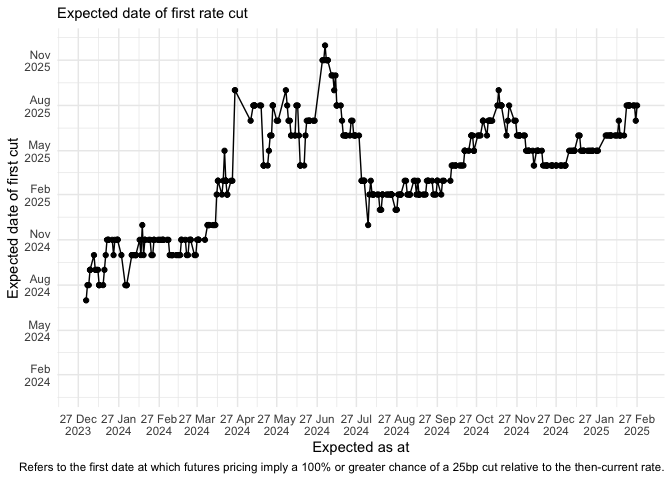 Expected date of first rate cut
Expected date of first cut
Nov
2025
Aug
2025
May
2025
Feb
2025
Nov
2024
Aug
2024
May
2024
Feb
2024
27 Dec 27 Jan 27 Feb 27 Mar 27 Apr 27 May 27 Jun 27 Jul 27 Aug 27 Sep 27 Oct 27 Nov 27 Dec 27 Jan 27 Feb
2023 2024 2024 2024 2024 2024 2024 2024 2024 2024 2024 2024 2024 2025 2025
Expected as at
Refers to the first date at which futures pricing imply a 100% or greater chance of a 25bp cut relative to the then-current rate.